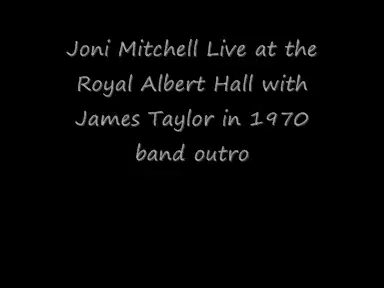 Joni Mitchell Live at the
Royal Albert Hall with
James Taylor in 1970
band outro